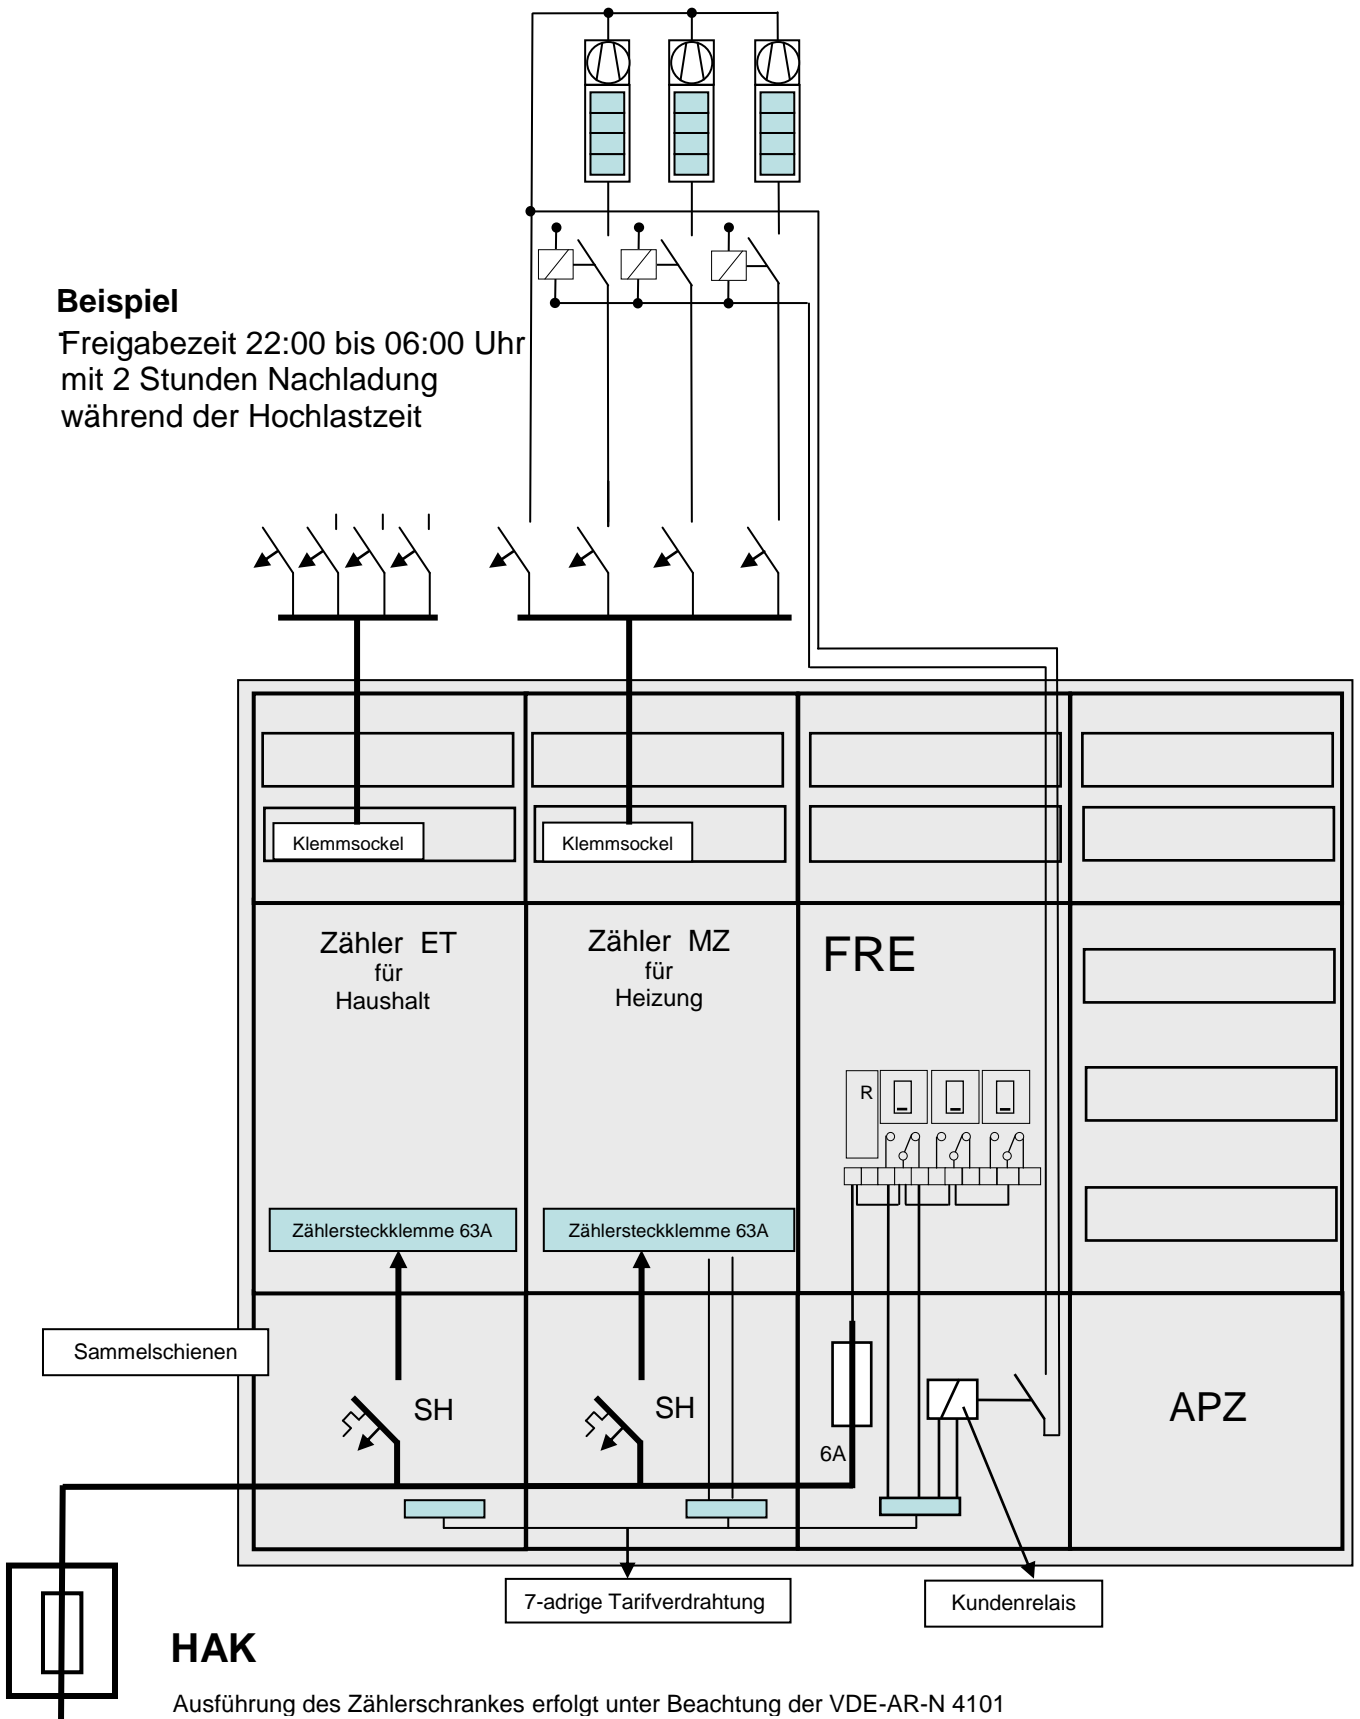 Beispiel
Freigabezeit 22:00 bis 06:00 Uhr
mit 2 Stunden Nachladung
während der Hochlastzeit
Klemmsockel
Klemmsockel
Zähler ET
für
Haushalt
Zähler MZ
für
Heizung
FRE
R
Zählersteckklemme 63A
Zählersteckklemme 63A
Sammelschienen
SH
SH
6A
APZ
7-adrige Tarifverdrahtung
Kundenrelais
HAK
Ausführung des Zählerschrankes erfolgt unter Beachtung der VDE-AR-N 4101